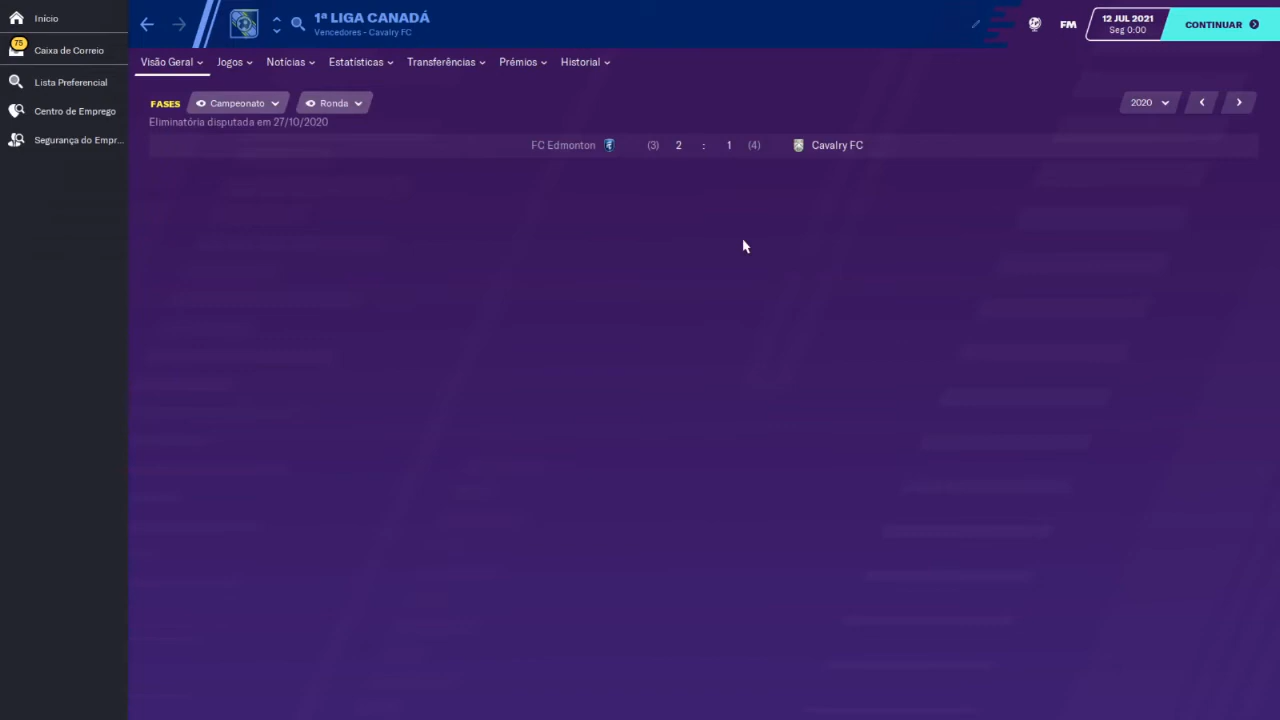 Início
75
Caixa de Correio
Lista Preferencial
Centro de Emprego
Segurança do Empr...
1ª LIGA CANADÁ
Vencedores - Cavalry FC
FM
12 JUL 2021
Seg 0:00
CONTINUAR
Visão Geral Jogos Notícias Estatísticas Transferências Prémios Historial
FASES Campeonato Ronda 2020
Eliminatória disputada em 27/10/2020
FC Edmonton (3) 2 : 1 (4) Cavalry FC